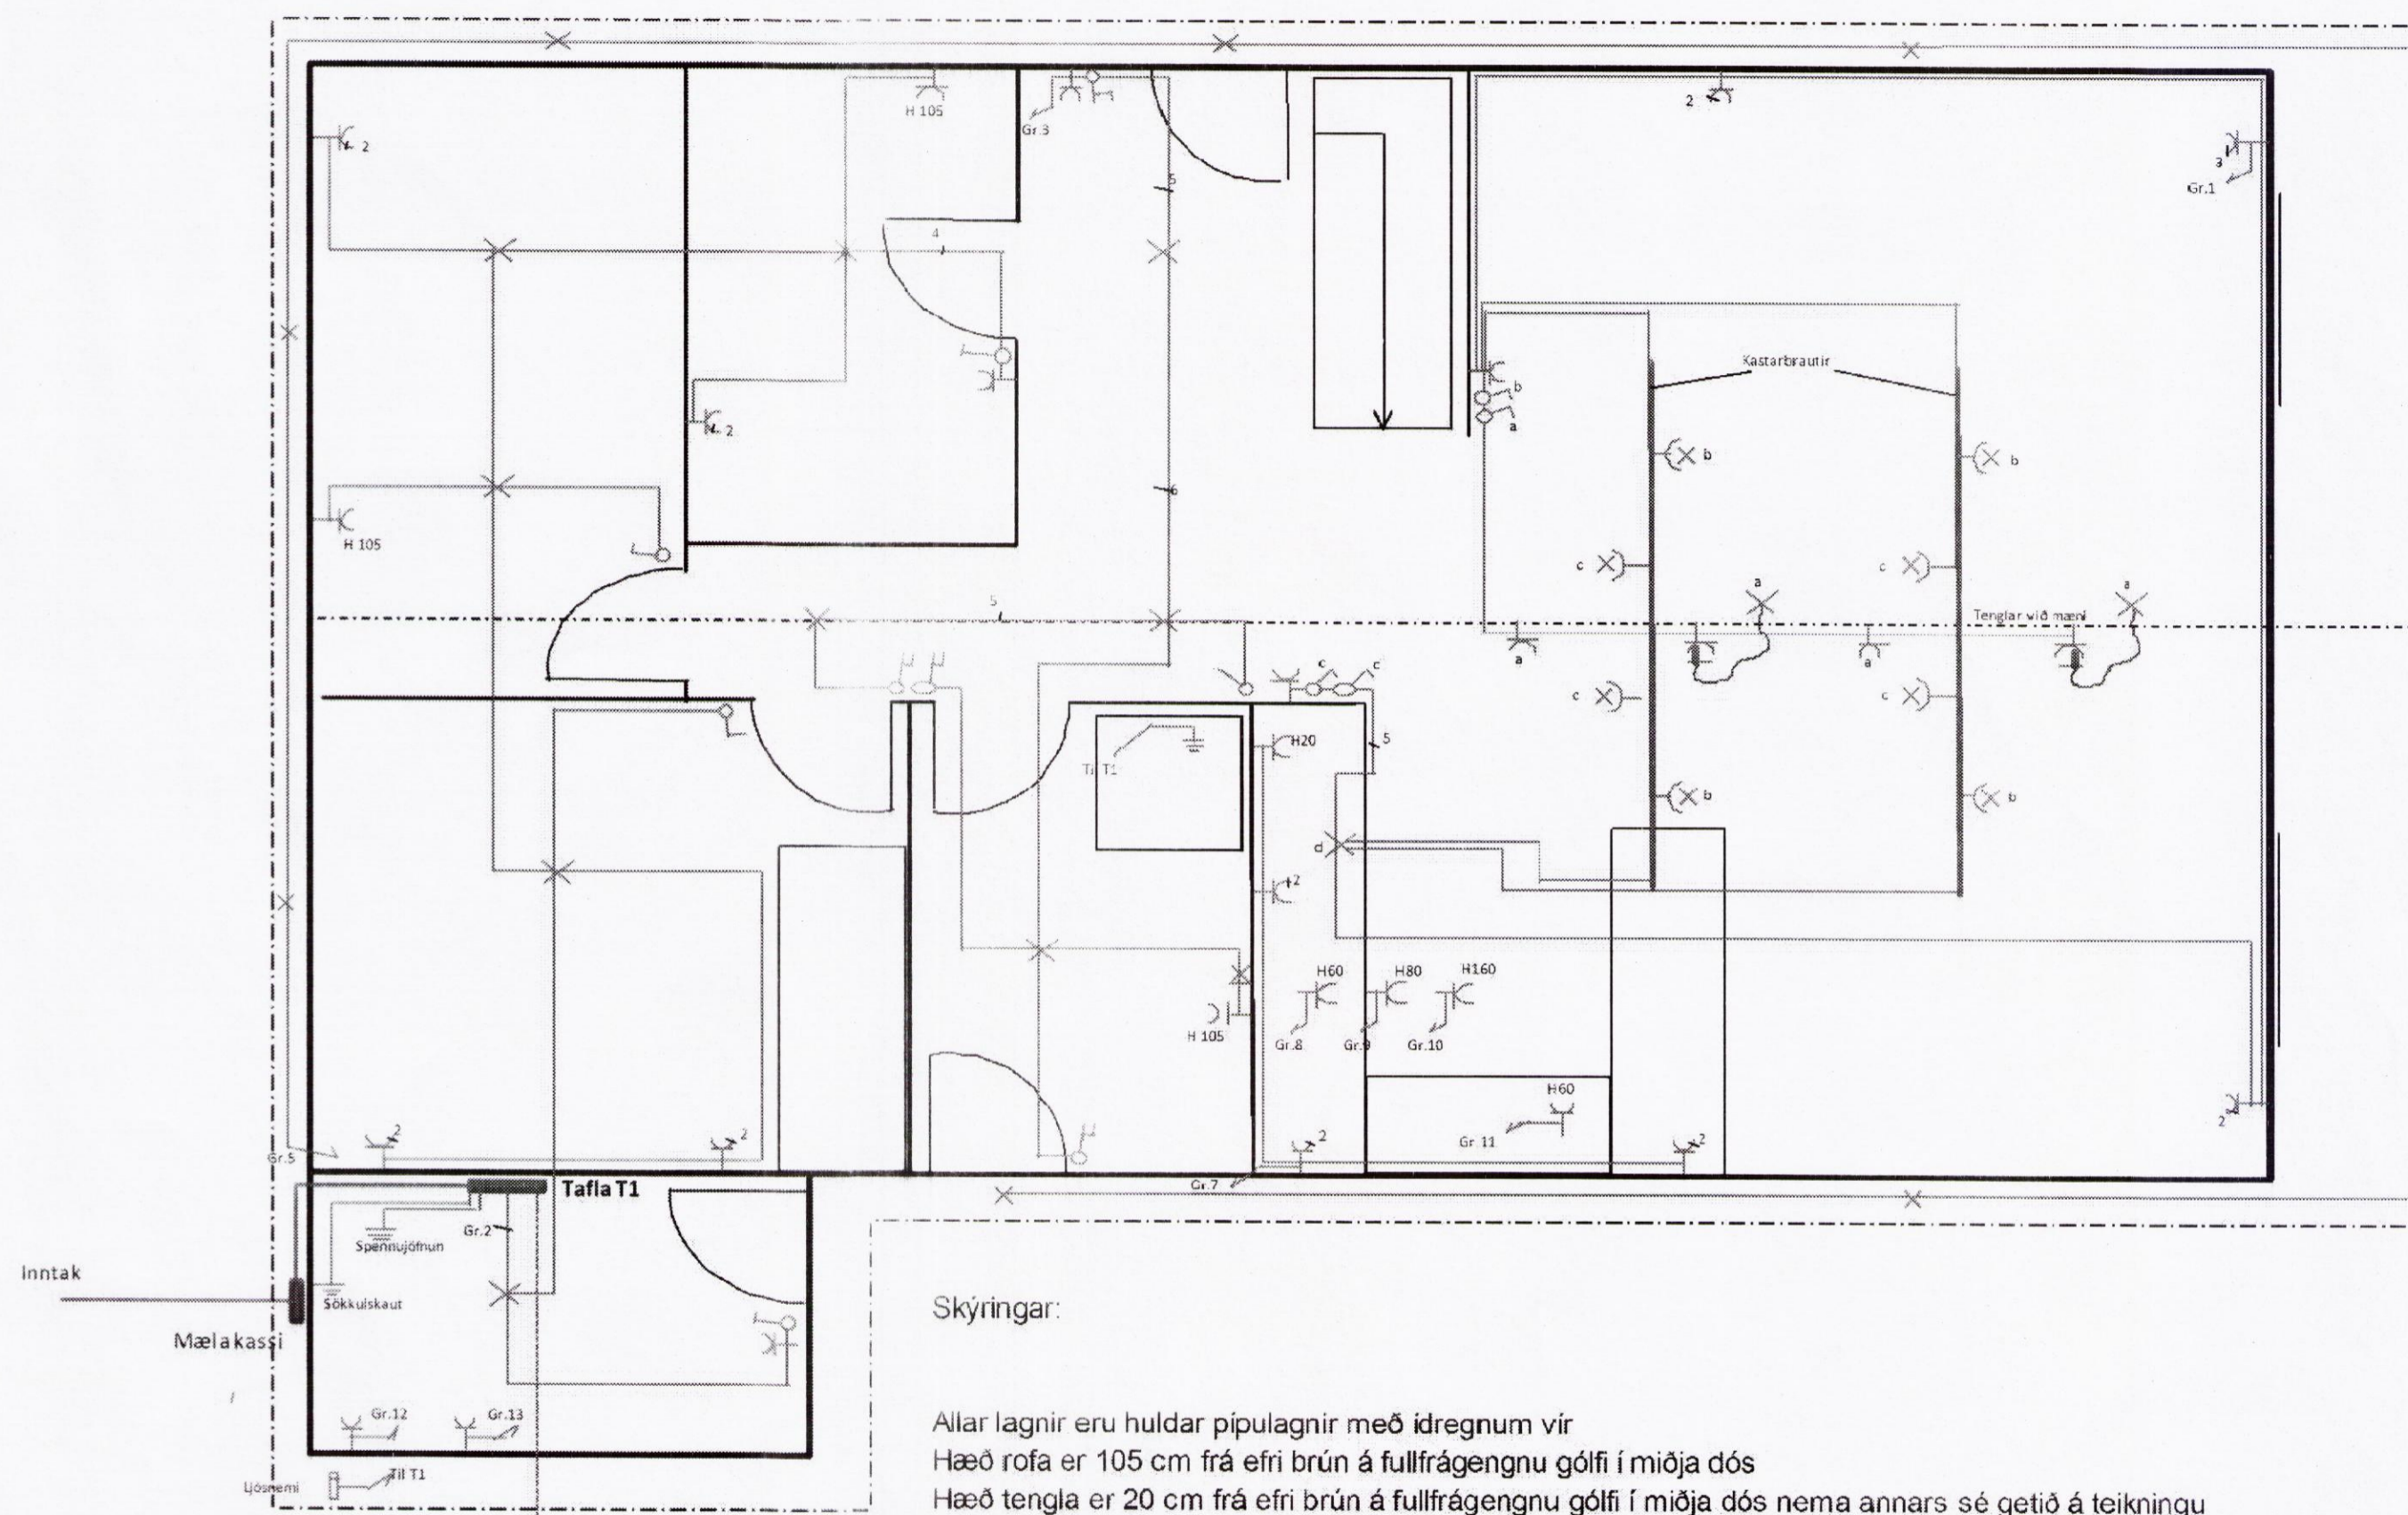 H 105
Gr.3
2
2
3
Gr.1
5
4
Kastarbrautir
b
a
2
b
b
6
H 105
c
c
a
a
5
Tenglar við mæni
a
a
c
c
c
c
H20
5
Til T1
b
b
d
2
H60
H80
H160
H 105
Gr.8
Gr.9
Gr.10
H60
2
2
2
Gr.11
2
2
Gr.5
Gr.7
Tafla T1
Gr.2
Spennujöfnun
Inntak
Sökkulskaut
Mælakassi
Gr.12
Gr.13
Til T1
Ljósnemi
Skýringar:
Allar lagnir eru huldar pípulagnir með ídregnum vír
Hæð rofa er 105 cm frá efri brún á fullfrágengnu gólfi í miðja dós
Hæð tengla er 20 cm frá efri brún á fullfrágengnu gólfi í miðja dós nema annars sé getið á teikningu